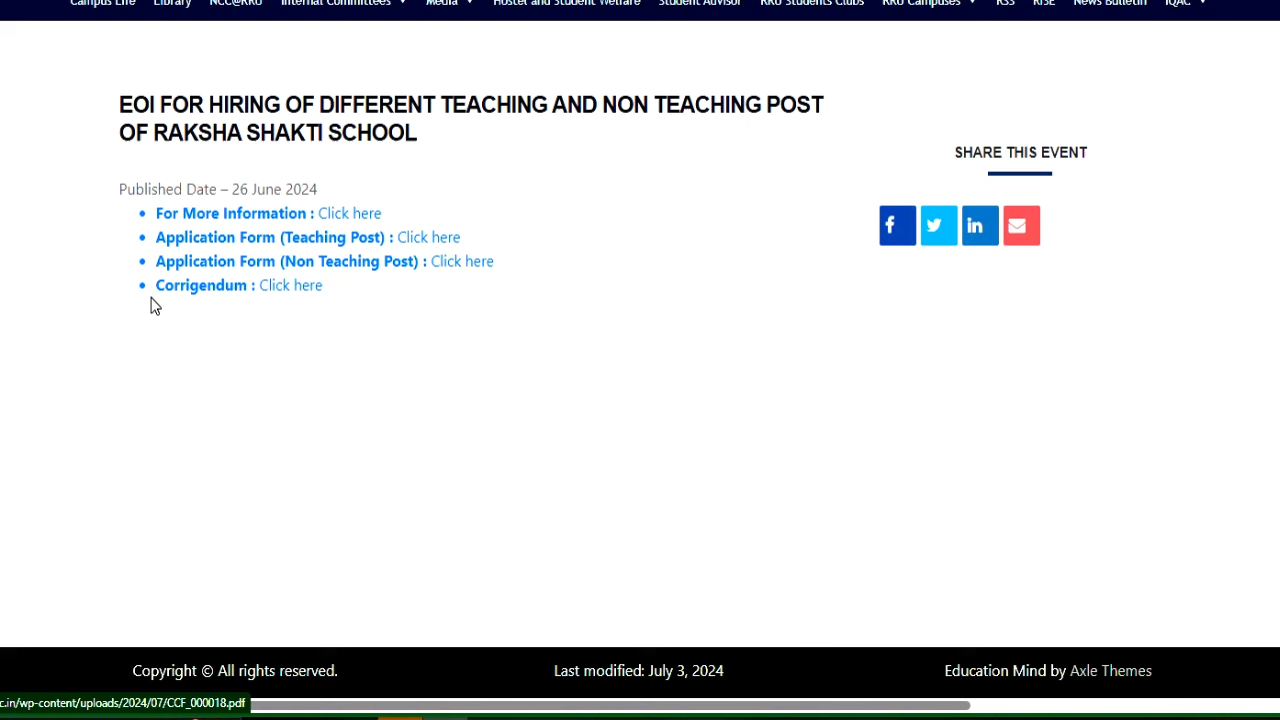 Campus Life Library NCC@RRU Internal Committees Media Hostel and Student Welfare Student Advisor RRU Students Clubs RRU Campuses RSS RISE News Bulletin IQAC
EOI FOR HIRING OF DIFFERENT TEACHING AND NON TEACHING POST
OF RAKSHA SHAKTI SCHOOL
SHARE THIS EVENT
Published Date – 26 June 2024
For More Information : Click here
Application Form (Teaching Post) : Click here
Application Form (Non Teaching Post) : Click here
Corrigendum : Click here
Copyright © All rights reserved.
Last modified: July 3, 2024
Education Mind by Axle Themes
c.in/wp-content/uploads/2024/07/CCF_000018.pdf